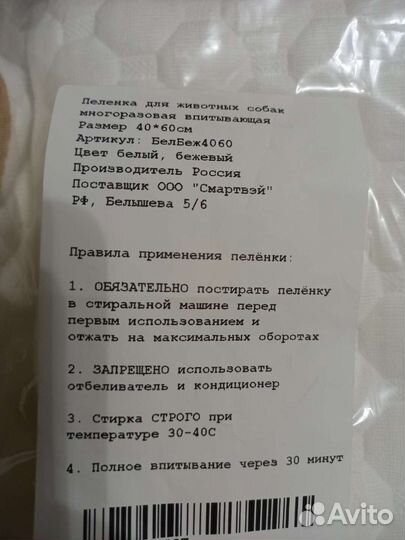 Пеленка для животных собак
многоразовая впитывающая
Размер 40*60см
Артикул: БелБеж4060
Цвет белый, бежевый
Производитель Россия
Поставщик ООО "Смартвэй"
РФ, Белышева 5/6
Правила применения пелёнки:
1. ОБЯЗАТЕЛЬНО постирать пелёнку
в стиральной машине перед
первым использованием и
отжать на максимальных оборотах
2. ЗАПРЕЩЕНО использовать
отбеливатель и кондиционер
3. Стирка СТРОГО при
температуре 30-40С
4. Полное впитывание через 30 минут
Avito